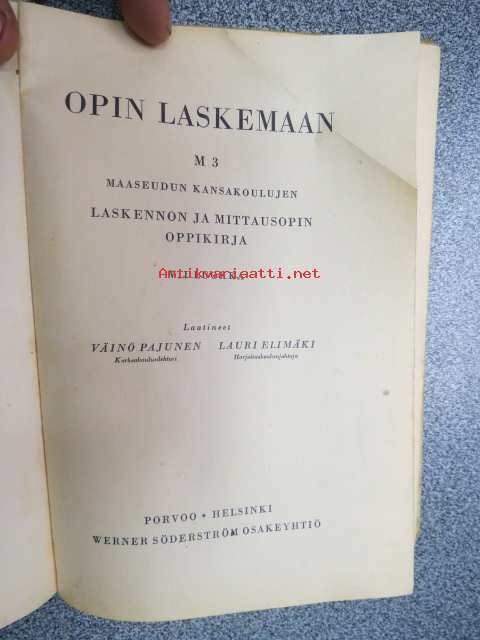 OPIN LASKEMAAN
M 3
MAASEUDUN KANSAKOULUJEN
LASKENNON JA MITTAUSOPIN
OPPIKIRJA
Antikvariaatti.net
Laatineet
VÄINÖ PAJUNEN LAURI ELIMÄKI
Korkeakoulunlehtori Harjoituskoulunjohtaja
PORVOO • HELSINKI
WERNER SÖDERSTRÖM OSAKEYHTIÖ